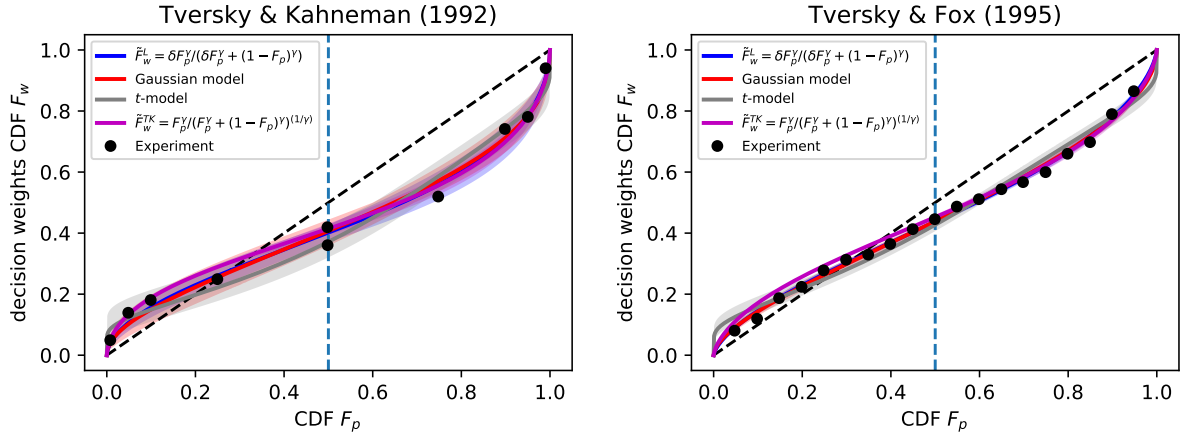 Tversky & Kahneman (1992)
1.0
0.8
0.6
0.4
0.2
0.0
decision weights CDF F_w
F̃_w^L = δF_p^γ/(δF_p^γ + (1 − F_p)^γ)
Gaussian model
t-model
F̃_w^{TK} = F_p^γ/(F_p^γ + (1 − F_p)^γ)^{(1/γ)}
Experiment
0.0 0.2 0.4 0.6 0.8 1.0
CDF F_p
Tversky & Fox (1995)
1.0
0.8
0.6
0.4
0.2
0.0
decision weights CDF F_w
F̃_w^L = δF_p^γ/(δF_p^γ + (1 − F_p)^γ)
Gaussian model
t-model
F̃_w^{TK} = F_p^γ/(F_p^γ + (1 − F_p)^γ)^{(1/γ)}
Experiment
0.0 0.2 0.4 0.6 0.8 1.0
CDF F_p